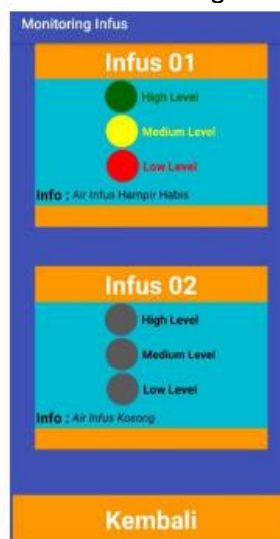 Monitoring Infus
Infus 01
High Level
Medium Level
Low Level
Info : Air Infus Hampir Habis
Infus 02
High Level
Medium Level
Low Level
Info : Air Infus Kosong
Kembali